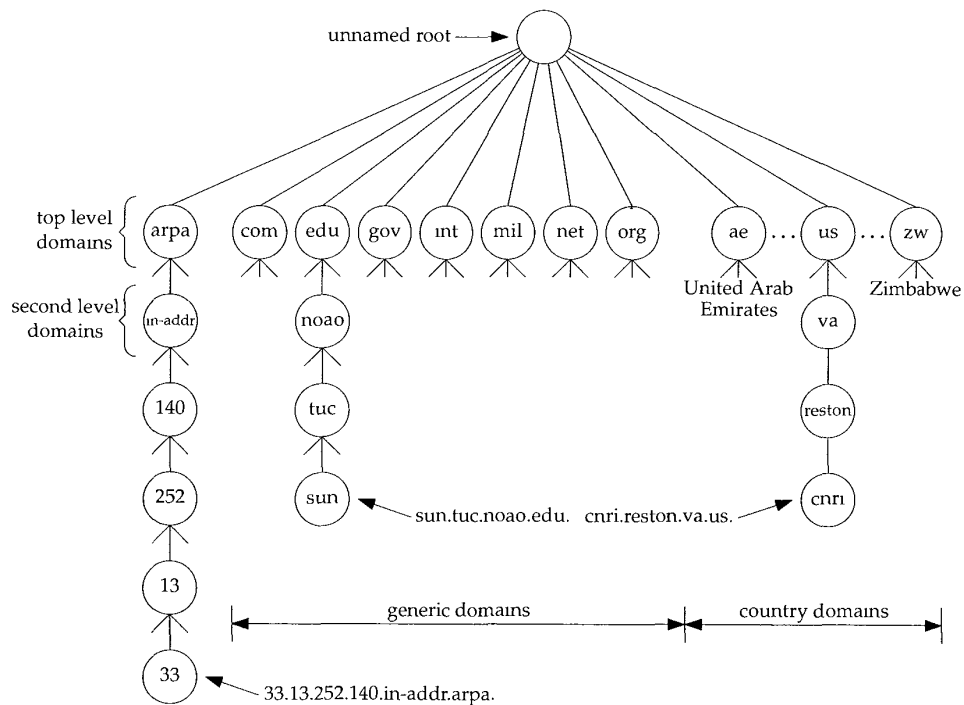 unnamed root
top level
domains
arpa com edu gov int mil net org ae ... us ... zw
United Arab
Emirates
Zimbabwe
second level
domains
in-addr noao va
140 tuc reston
252 sun cnri
sun.tuc.noao.edu. cnri.reston.va.us.
13
generic domains country domains
33
33.13.252.140.in-addr.arpa.